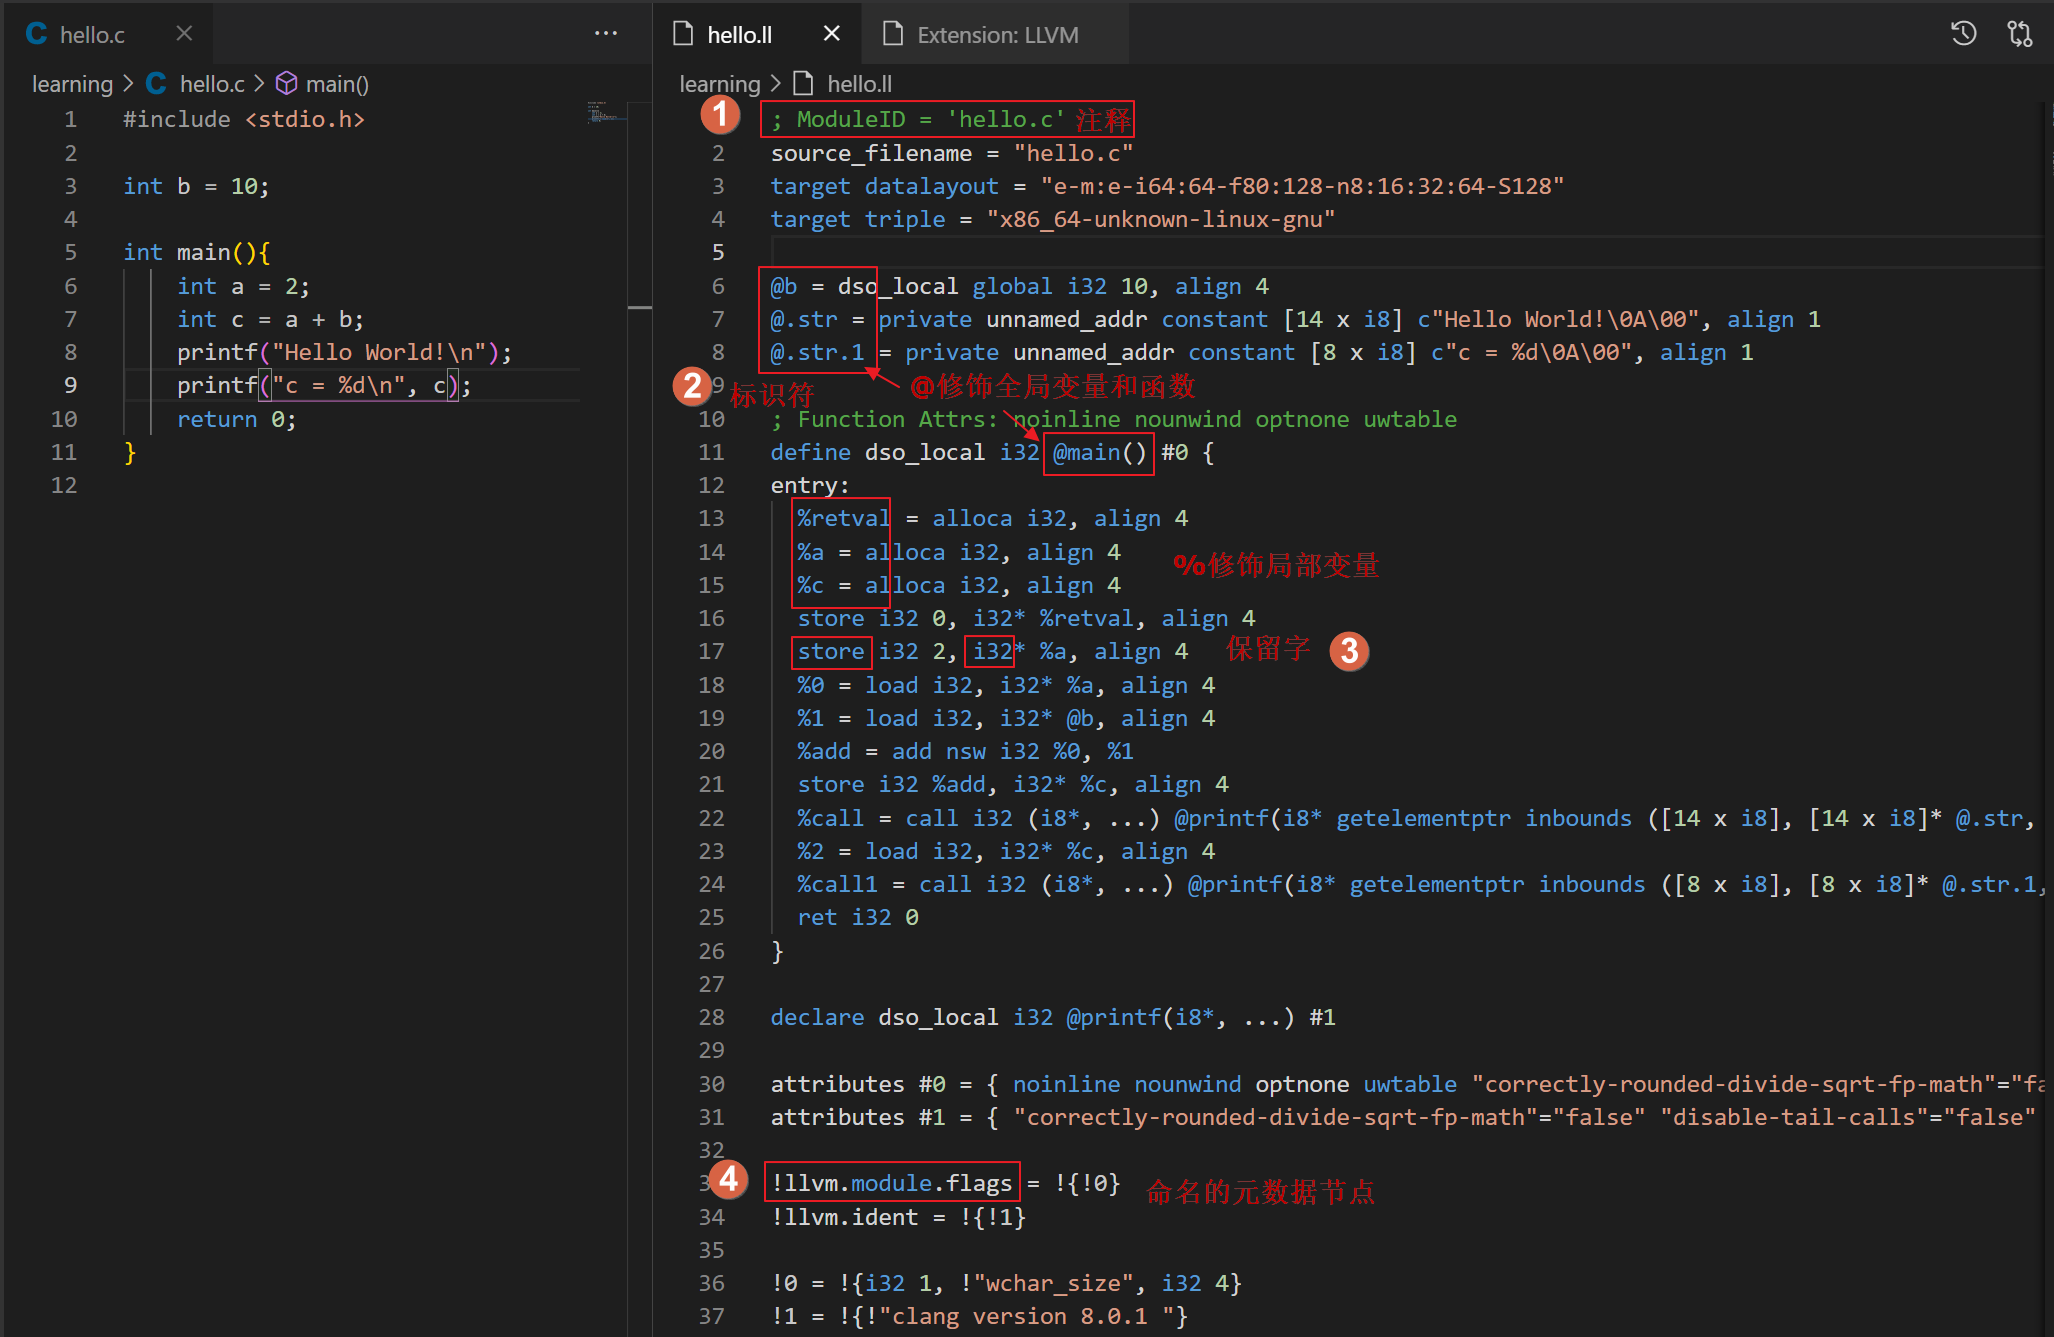 hello.c
learning > hello.c > main()
1 #include <stdio.h>
2
3 int b = 10;
4
5 int main(){
6 int a = 2;
7 int c = a + b;
8 printf("Hello World!\n");
9 printf("c = %d\n", c);
10 return 0;
11 }
12
hello.ll
Extension: LLVM
learning > hello.ll
1 ; ModuleID = 'hello.c' 注释
2 source_filename = "hello.c"
3 target datalayout = "e-m:e-i64:64-f80:128-n8:16:32:64-S128"
4 target triple = "x86_64-unknown-linux-gnu"
5
6 @b = dso_local global i32 10, align 4
7 @.str = private unnamed_addr constant [14 x i8] c"Hello World!\0A\00", align 1
8 @.str.1 = private unnamed_addr constant [8 x i8] c"c = %d\0A\00", align 1
2 9 标识符 @修饰全局变量和函数
10 ; Function Attrs: noinline nounwind optnone uwtable
11 define dso_local i32 @main() #0 {
12 entry:
13 %retval = alloca i32, align 4
14 %a = alloca i32, align 4
%修饰局部变量
15 %c = alloca i32, align 4
16 store i32 0, i32* %retval, align 4
17 store i32 2, i32* %a, align 4 保留字 3
18 %0 = load i32, i32* %a, align 4
19 %1 = load i32, i32* @b, align 4
20 %add = add nsw i32 %0, %1
21 store i32 %add, i32* %c, align 4
22 %call = call i32 (i8*, ...) @printf(i8* getelementptr inbounds ([14 x i8], [14 x i8]* @.str,
23 %2 = load i32, i32* %c, align 4
24 %call1 = call i32 (i8*, ...) @printf(i8* getelementptr inbounds ([8 x i8], [8 x i8]* @.str.1,
25 ret i32 0
26 }
27
28 declare dso_local i32 @printf(i8*, ...) #1
29
30 attributes #0 = { noinline nounwind optnone uwtable "correctly-rounded-divide-sqrt-fp-math"="fa
31 attributes #1 = { "correctly-rounded-divide-sqrt-fp-math"="false" "disable-tail-calls"="false"
32
3 4 !llvm.module.flags = !{!0} 命名的元数据节点
34 !llvm.ident = !{!1}
35
36 !0 = !{i32 1, !"wchar_size", i32 4}
37 !1 = !{!"clang version 8.0.1 "}